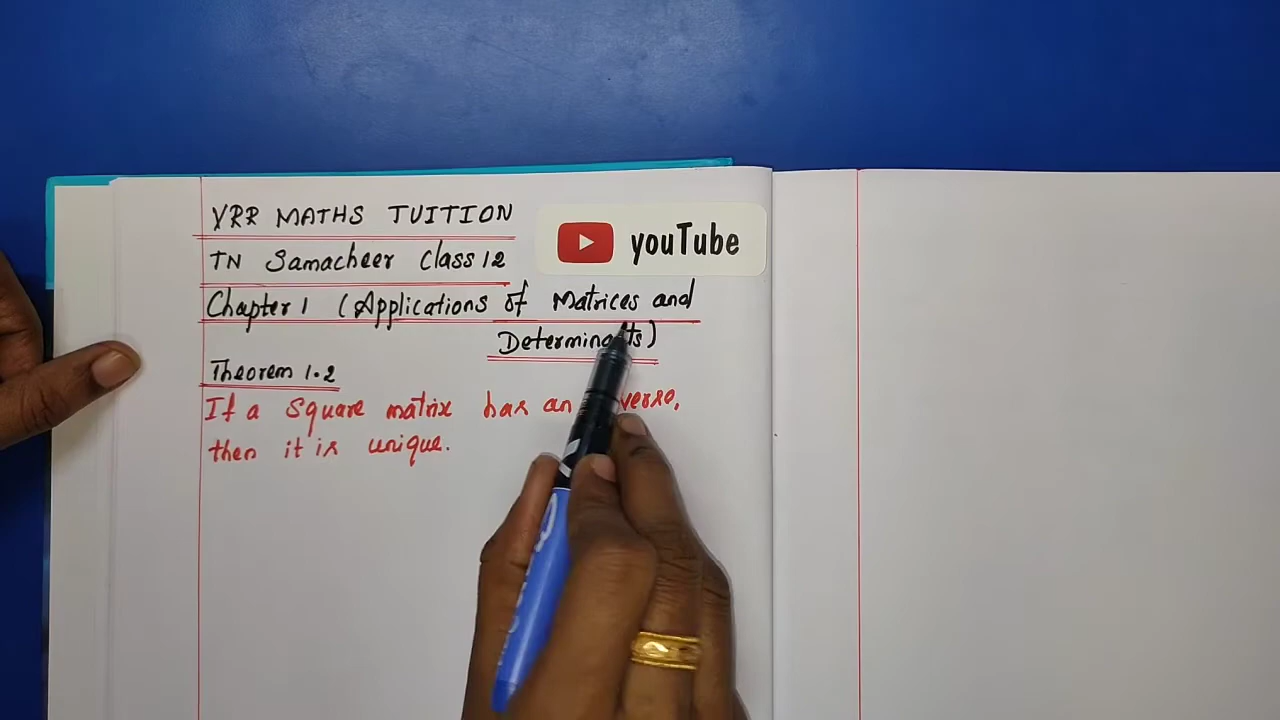 YRR MATHS TUITION
youTube
TN Samacheer Class 12
Chapter 1 (Applications of Matrices and
Determinants)
Theorem 1.2
If a Square matrix has an verse,
then it is unique.